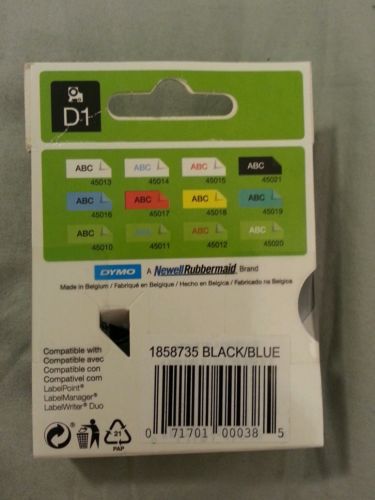 D1
ABC ABC ABC ABC
45013 45014 45015 45021
ABC ABC ABC ABC
45016 45017 45018 45019
ABC ABC ABC ABC
45010 45011 45012 45020
DYMO A NewellRubbermaid Brand
Made in Belgium / Fabriqué en Belgique / Hecho en Bélgica / Fabricado na Bélgica
Compatible with
Compatible avec
Compatible con
Compatível com
LabelPoint®
LabelManager®
LabelWriter® Duo
1858735 BLACK/BLUE
0 71701 00038 5
21
PAP